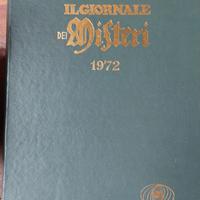 IL GIORNALE
DEI Misteri
1972